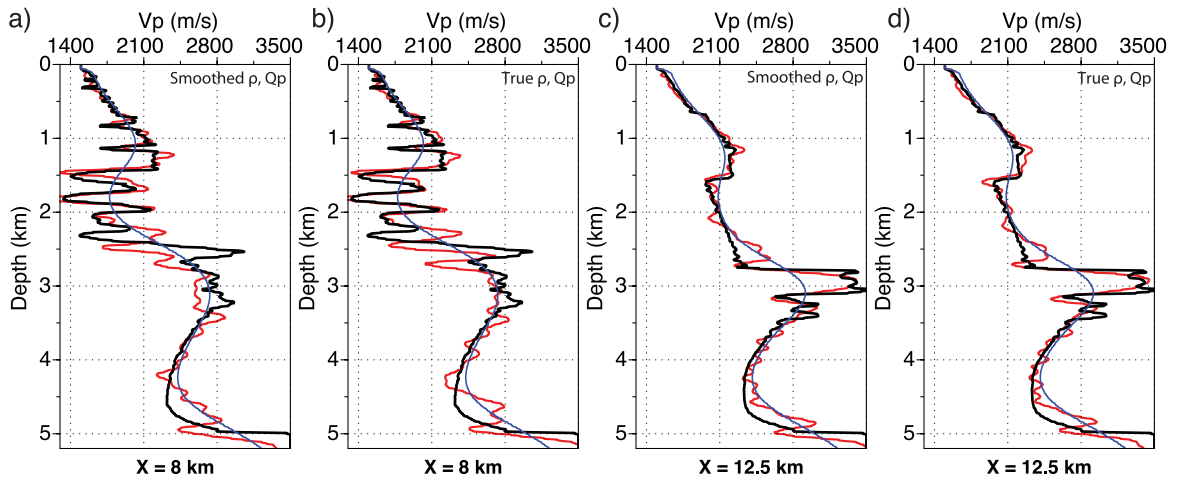 a) Vp (m/s)
1400 2100 2800 3500
Smoothed ρ, Qp
0
1
2
3
4
5
Depth (km)
X = 8 km
b) Vp (m/s)
1400 2100 2800 3500
True ρ, Qp
0
1
2
3
4
5
Depth (km)
X = 8 km
c) Vp (m/s)
1400 2100 2800 3500
Smoothed ρ, Qp
0
1
2
3
4
5
Depth (km)
X = 12.5 km
d) Vp (m/s)
1400 2100 2800 3500
True ρ, Qp
0
1
2
3
4
5
Depth (km)
X = 12.5 km